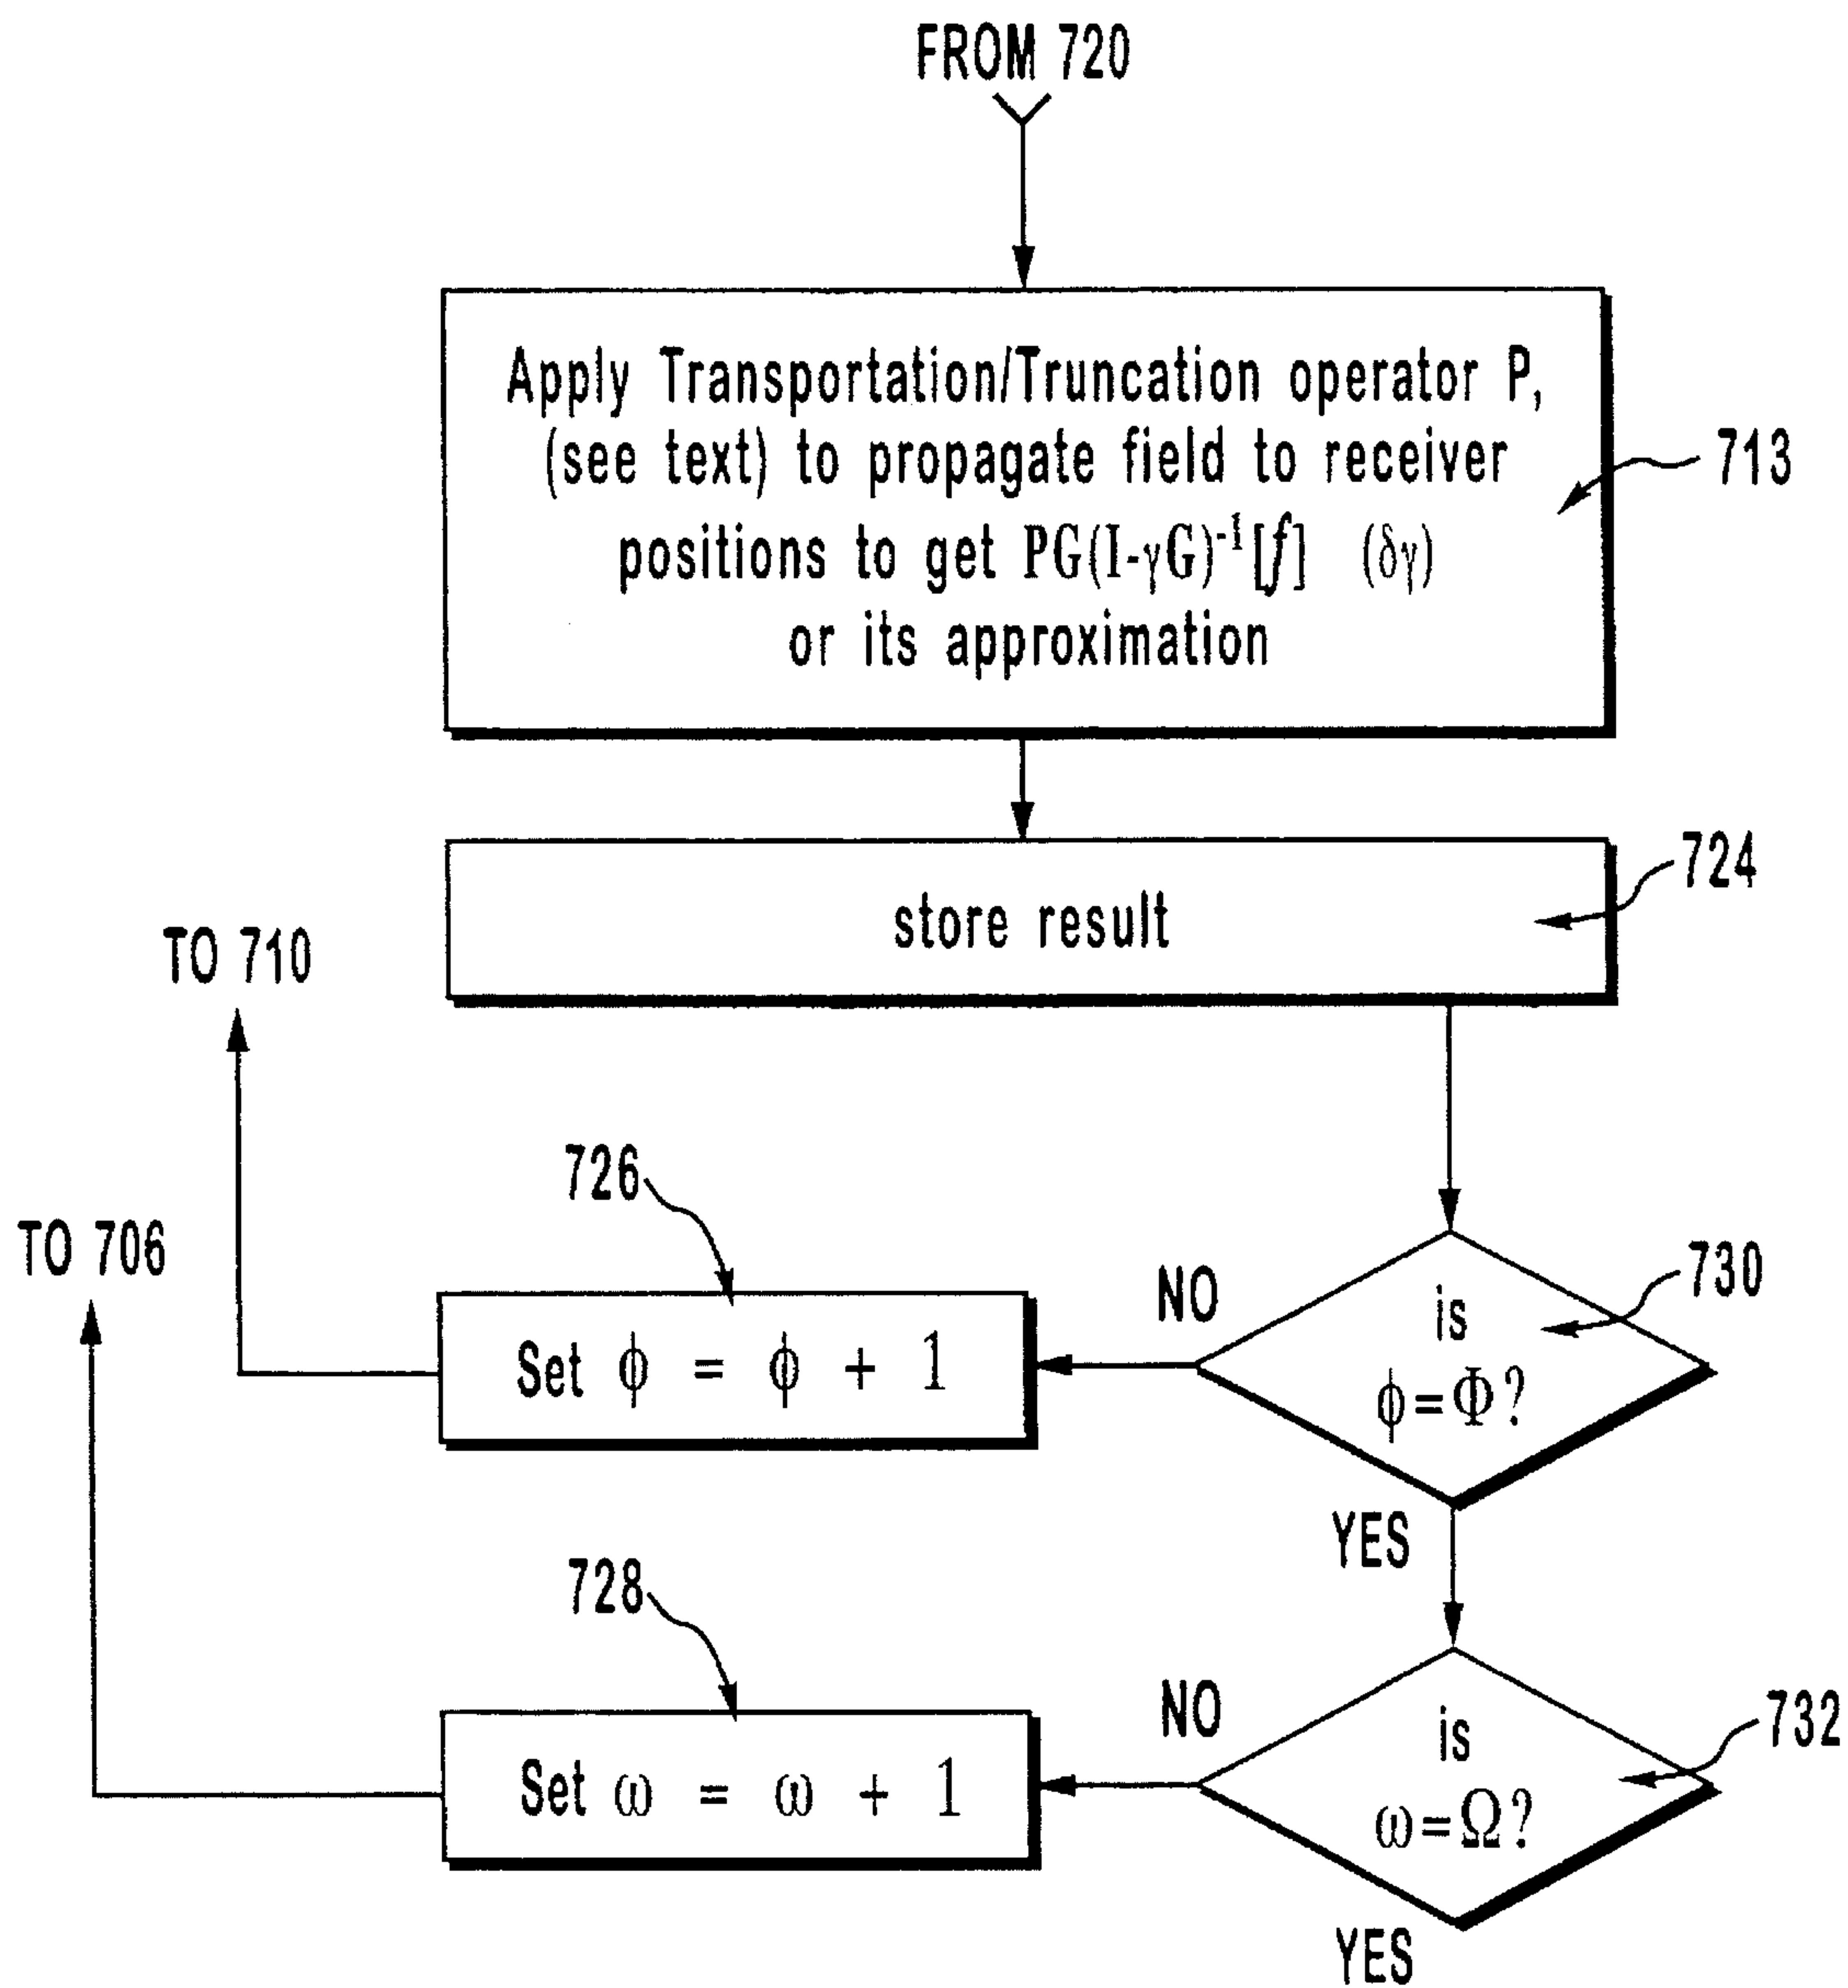 FROM 720
Apply Transportation/Truncation operator P,
(see text) to propagate field to receiver
positions to get PG(I-γG)⁻¹[f] (δγ)
or its approximation
713
724
store result
TO 710
726
730
TO 706
NO
is
Set ϕ = ϕ + 1
ϕ=Φ?
YES
728
NO
732
is
Set ω = ω + 1
ω=Ω?
YES